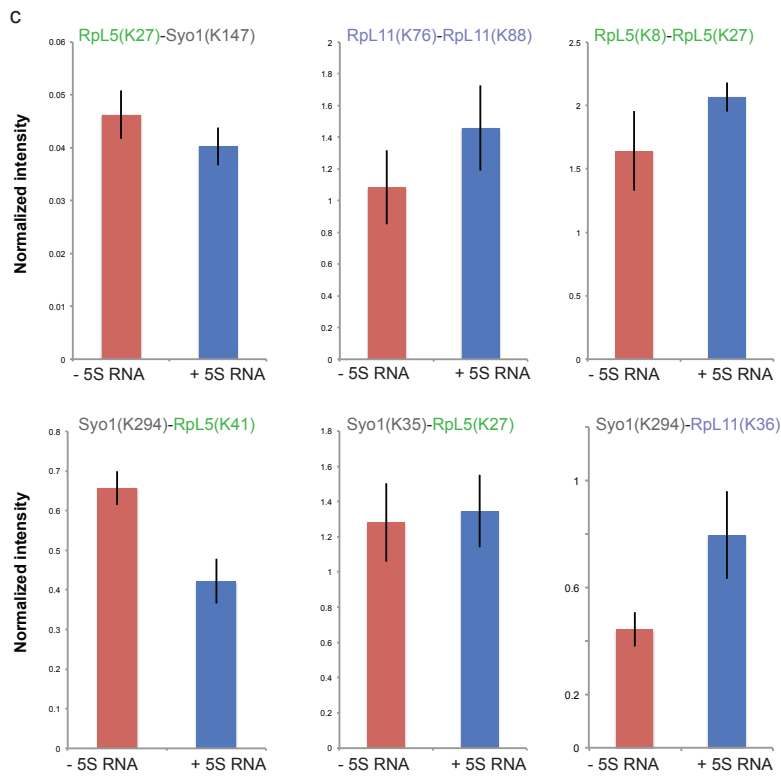 C
RpL5(K27)-Syo1(K147)
RpL11(K76)-RpL11(K88)
RpL5(K8)-RpL5(K27)
Normalized intensity
0.06
0.05
0.04
0.03
0.02
0.01
0
- 5S RNA
+ 5S RNA
2
1.8
1.6
1.4
1.2
1
0.8
0.6
0.4
0.2
0
- 5S RNA
+ 5S RNA
2.5
2
1.5
1
0.5
0
- 5S RNA
+ 5S RNA
Syo1(K294)-RpL5(K41)
Syo1(K35)-RpL5(K27)
Syo1(K294)-RpL11(K36)
Normalized intensity
0.8
0.7
0.6
0.5
0.4
0.3
0.2
0.1
0
- 5S RNA
+ 5S RNA
1.8
1.6
1.4
1.2
1
0.8
0.6
0.4
0.2
0
- 5S RNA
+ 5S RNA
1
0.6
0.2
0
- 5S RNA
+ 5S RNA